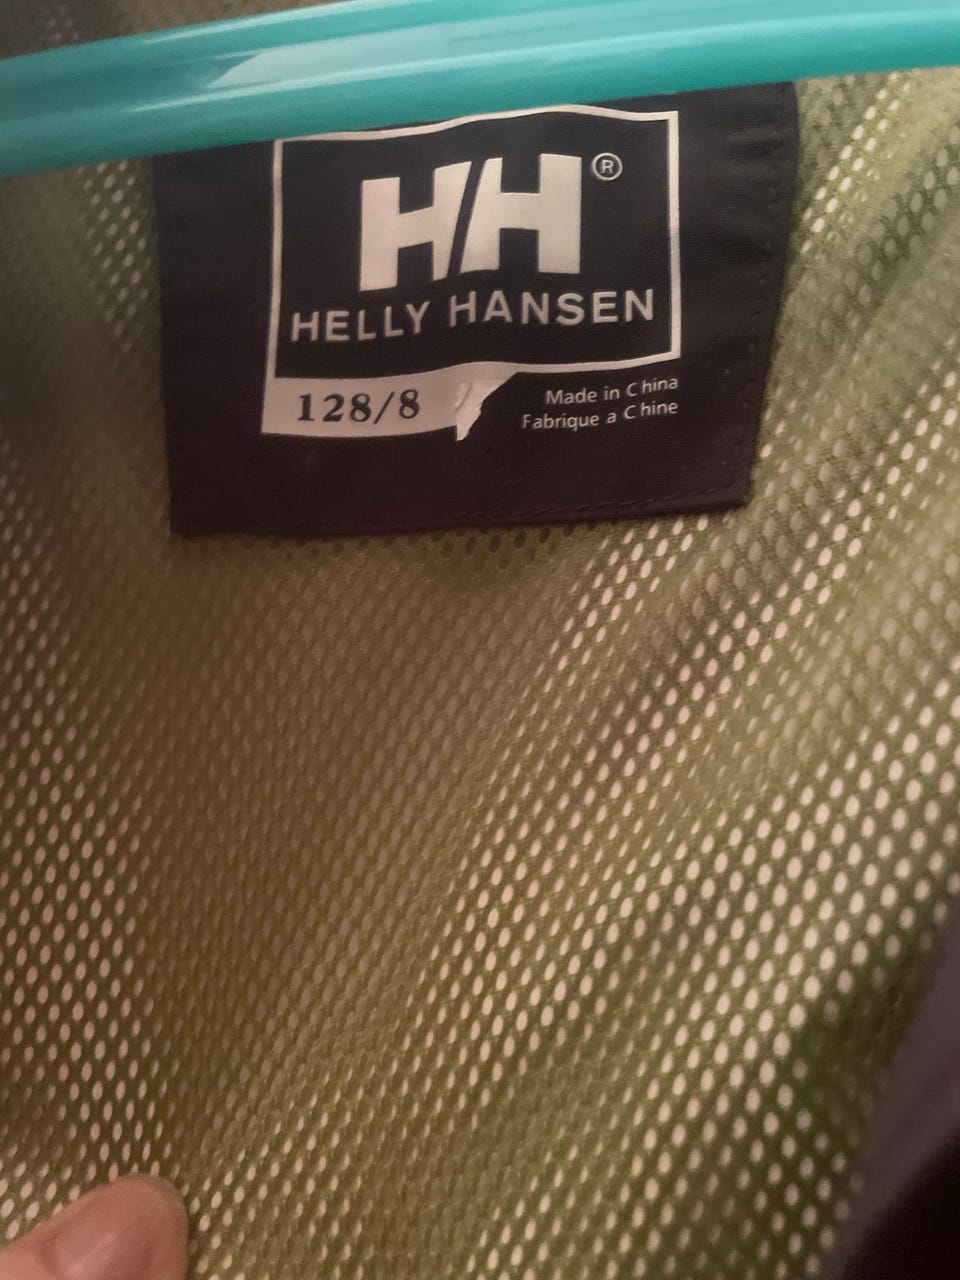 HH®
HELLY HANSEN
128/8
Made in China
Fabrique a Chine